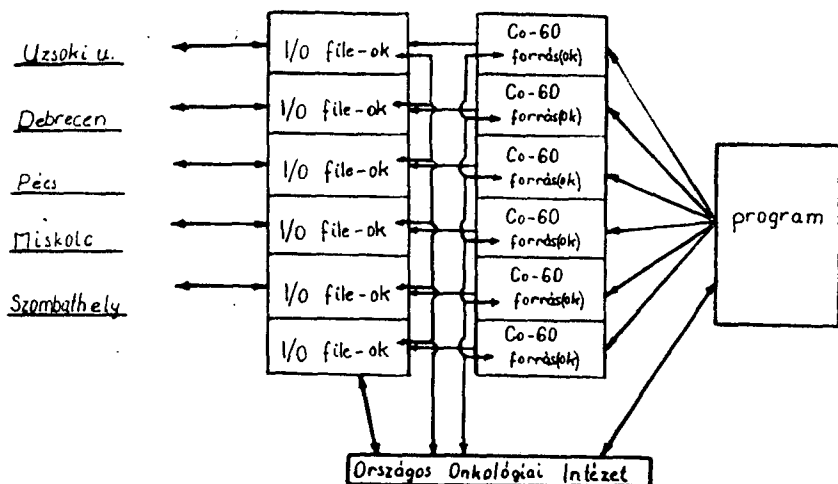 Uzsoki u.
Debrecen
Pécs
Miskolc
Szombathely
I/O file-ok
I/O file-ok
I/O file-ok
I/O file-ok
I/O file-ok
I/O file-ok
Co-60
forrás(ok)
Co-60
forrás(ok)
Co-60
forrás(ok)
Co-60
forrás(ok)
Co-60
forrás(ok)
Co-60
forrás(ok)
program
Országos Onkológiai Intézet